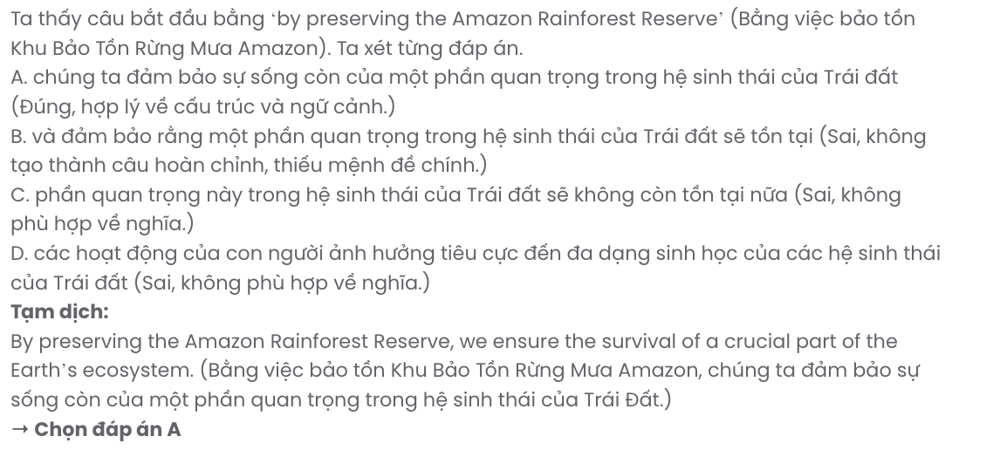 Ta thấy câu bắt đầu bằng ‘by preserving the Amazon Rainforest Reserve’ (Bằng việc bảo tồn
Khu Bảo Tồn Rừng Mưa Amazon). Ta xét từng đáp án.
A. chúng ta đảm bảo sự sống còn của một phần quan trọng trong hệ sinh thái của Trái đất
(Đúng, hợp lý về cấu trúc và ngữ cảnh.)
B. và đảm bảo rằng một phần quan trọng trong hệ sinh thái của Trái đất sẽ tồn tại (Sai, không
tạo thành câu hoàn chỉnh, thiếu mệnh đề chính.)
C. phần quan trọng này trong hệ sinh thái của Trái đất sẽ không còn tồn tại nữa (Sai, không
phù hợp về nghĩa.)
D. các hoạt động của con người ảnh hưởng tiêu cực đến đa dạng sinh học của các hệ sinh thái
của Trái đất (Sai, không phù hợp về nghĩa.)
Tạm dịch:
By preserving the Amazon Rainforest Reserve, we ensure the survival of a crucial part of the
Earth’s ecosystem. (Bằng việc bảo tồn Khu Bảo Tồn Rừng Mưa Amazon, chúng ta đảm bảo sự
sống còn của một phần quan trọng trong hệ sinh thái của Trái Đất.)
→ Chọn đáp án A